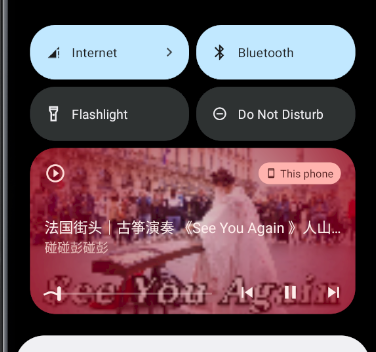 Internet
Bluetooth
Flashlight
Do Not Disturb
This phone
法国街头｜古筝演奏 《See You Again 》人山...
碰碰彭碰彭
See You Again